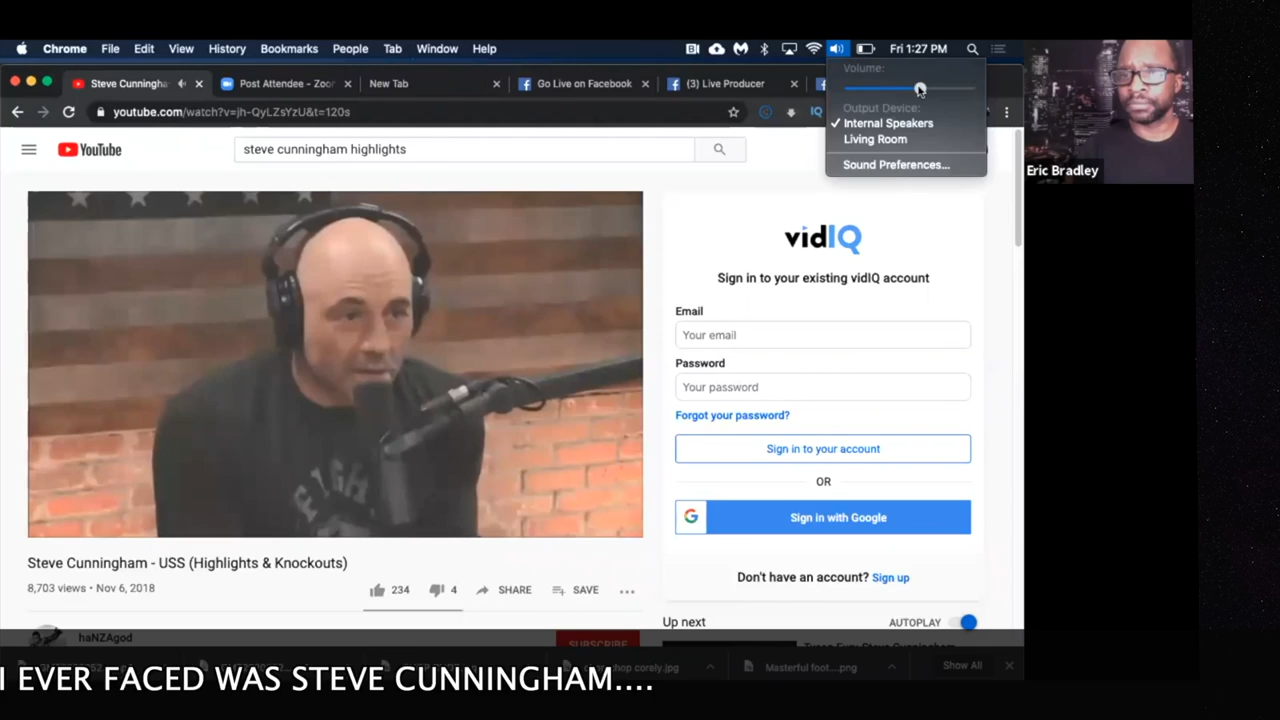 Chrome File Edit View History Bookmarks People Tab Window Help Fri 1:27 PM
Steve Cunningha Post Attendee - Zoo New Tab Go Live on Facebook (3) Live Producer
youtube.com/watch?v=jh-QyLZsYzU&t=120s IQ
Volume:
Output Device:
Internal Speakers
Living Room
Sound Preferences...
Eric Bradley
YouTube steve cunningham highlights
vidIQ
Sign in to your existing vidIQ account
Email
Your email
Password
Your password
Forgot your password?
Sign in to your account
OR
G Sign in with Google
Don't have an account? Sign up
Steve Cunningham - USS (Highlights & Knockouts)
8,703 views • Nov 6, 2018 234 4 SHARE SAVE
Up next AUTOPLAY
haNZAgod SUBSCRIBE
Masterful foot....png Show All
I EVER FACED WAS STEVE CUNNINGHAM....